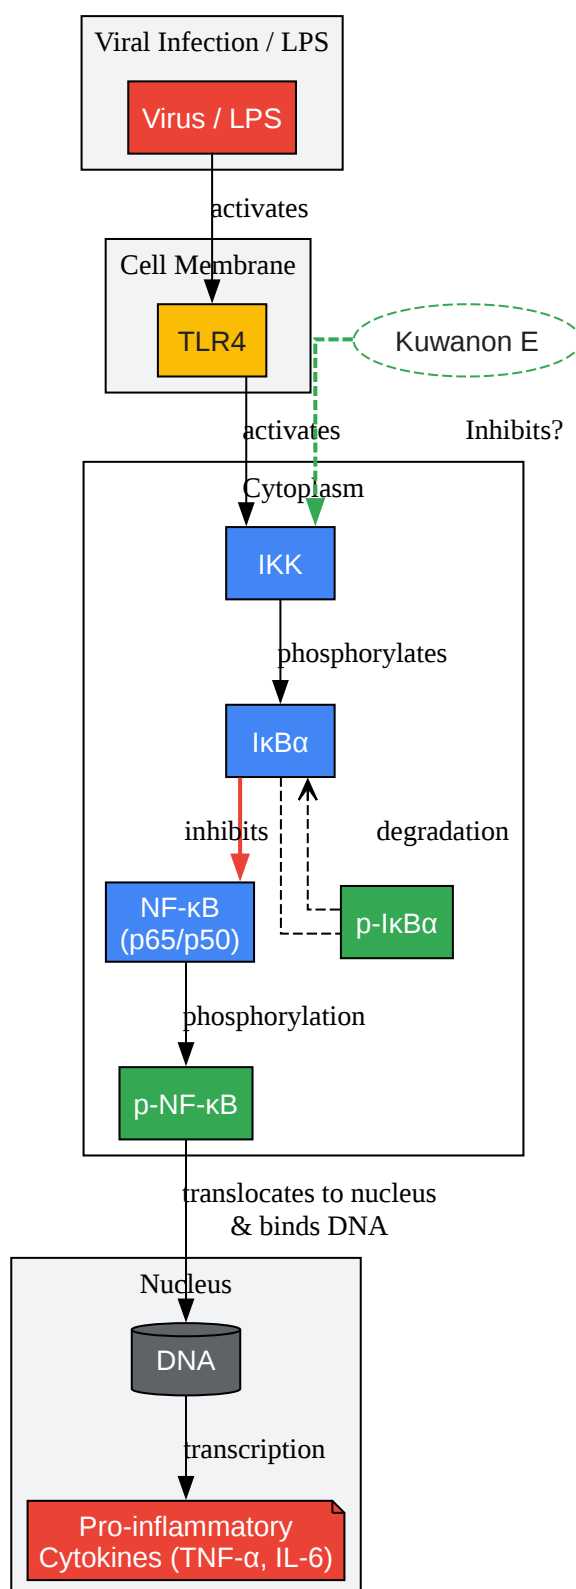 Viral Infection / LPS
Virus / LPS
activates
Cell Membrane
TLR4
Kuwanon E
activates
Inhibits?
Cytoplasm
IKK
phosphorylates
IκBα
inhibits
degradation
NF-κB
(p65/p50)
p-IκBα
phosphorylation
p-NF-κB
translocates to nucleus
& binds DNA
Nucleus
DNA
transcription
Pro-inflammatory
Cytokines (TNF-α, IL-6)